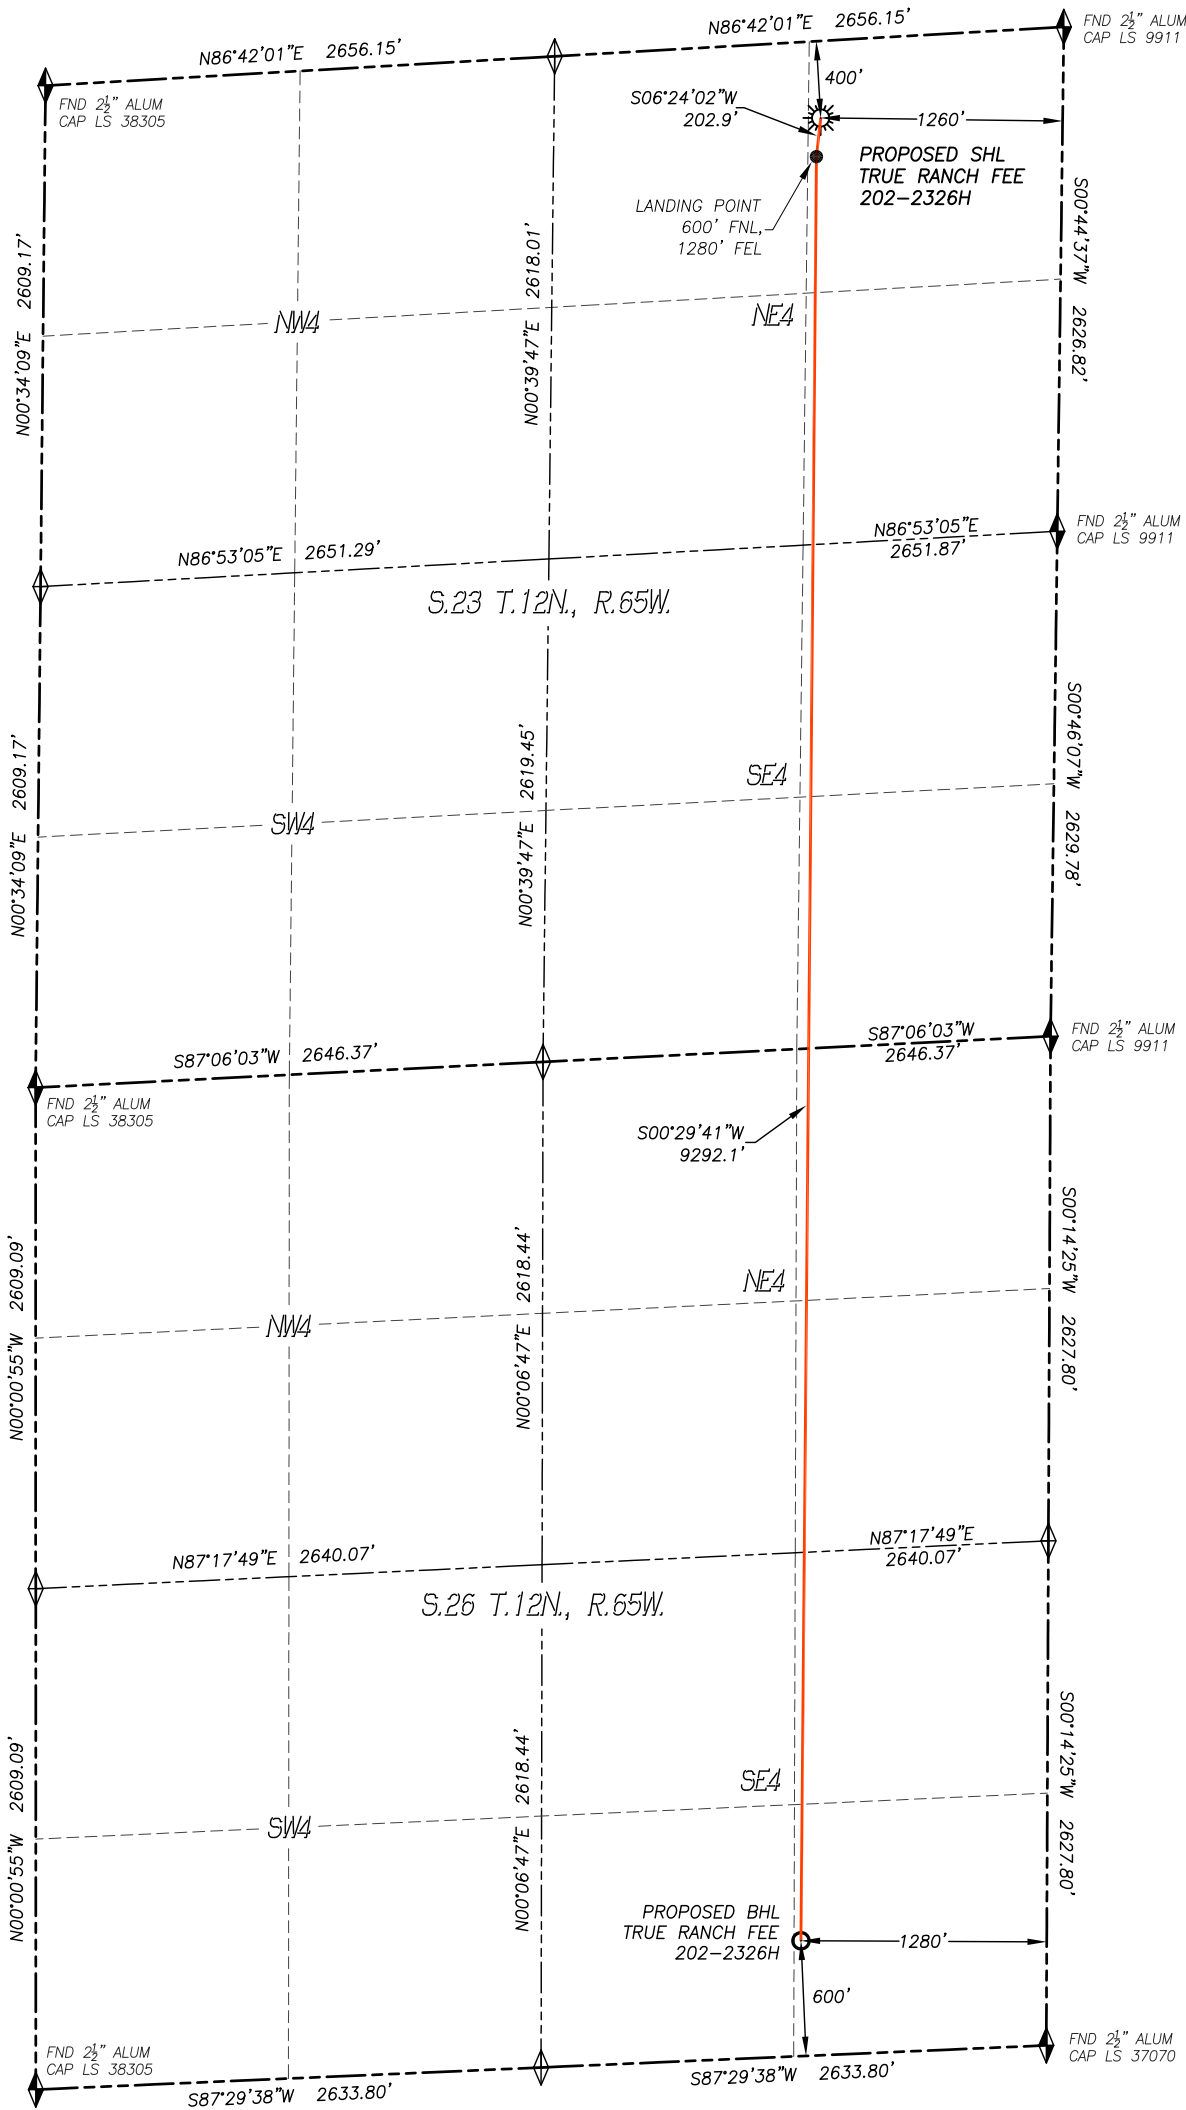 N86°42'01"E 2656.15'
N86°42'01"E 2656.15'
FND 2½" ALUM
CAP LS 9911
FND 2½" ALUM
CAP LS 38305
400'
S06°24'02"W
202.9'
1260'
PROPOSED SHL
TRUE RANCH FEE
202-2326H
LANDING POINT
600' FNL,
1280' FEL
N00°34'09"E 2609.17'
N00°39'47"E 2618.01'
S00°44'37"W 2626.82'
NW4
NE4
N86°53'05"E 2651.29'
N86°53'05"E
2651.87'
FND 2½" ALUM
CAP LS 9911
S.23 T.12N., R.65W.
N00°34'09"E 2609.17'
N00°39'47"E 2619.45'
S00°46'07"W 2629.78'
SW4
SE4
S87°06'03"W 2646.37'
S87°06'03"W
2646.37'
FND 2½" ALUM
CAP LS 9911
FND 2½" ALUM
CAP LS 38305
S00°29'41"W
9292.1'
N00°00'55"W 2609.09'
N00°06'47"E 2618.44'
S00°14'25"W 2627.80'
NW4
NE4
N87°17'49"E 2640.07'
N87°17'49"E
2640.07'
S.26 T.12N., R.65W.
N00°00'55"W 2609.09'
N00°06'47"E 2618.44'
S00°14'25"W 2627.80'
SW4
SE4
PROPOSED BHL
TRUE RANCH FEE
202-2326H
1280'
600'
FND 2½" ALUM
CAP LS 38305
FND 2½" ALUM
CAP LS 37070
S87°29'38"W 2633.80'
S87°29'38"W 2633.80'